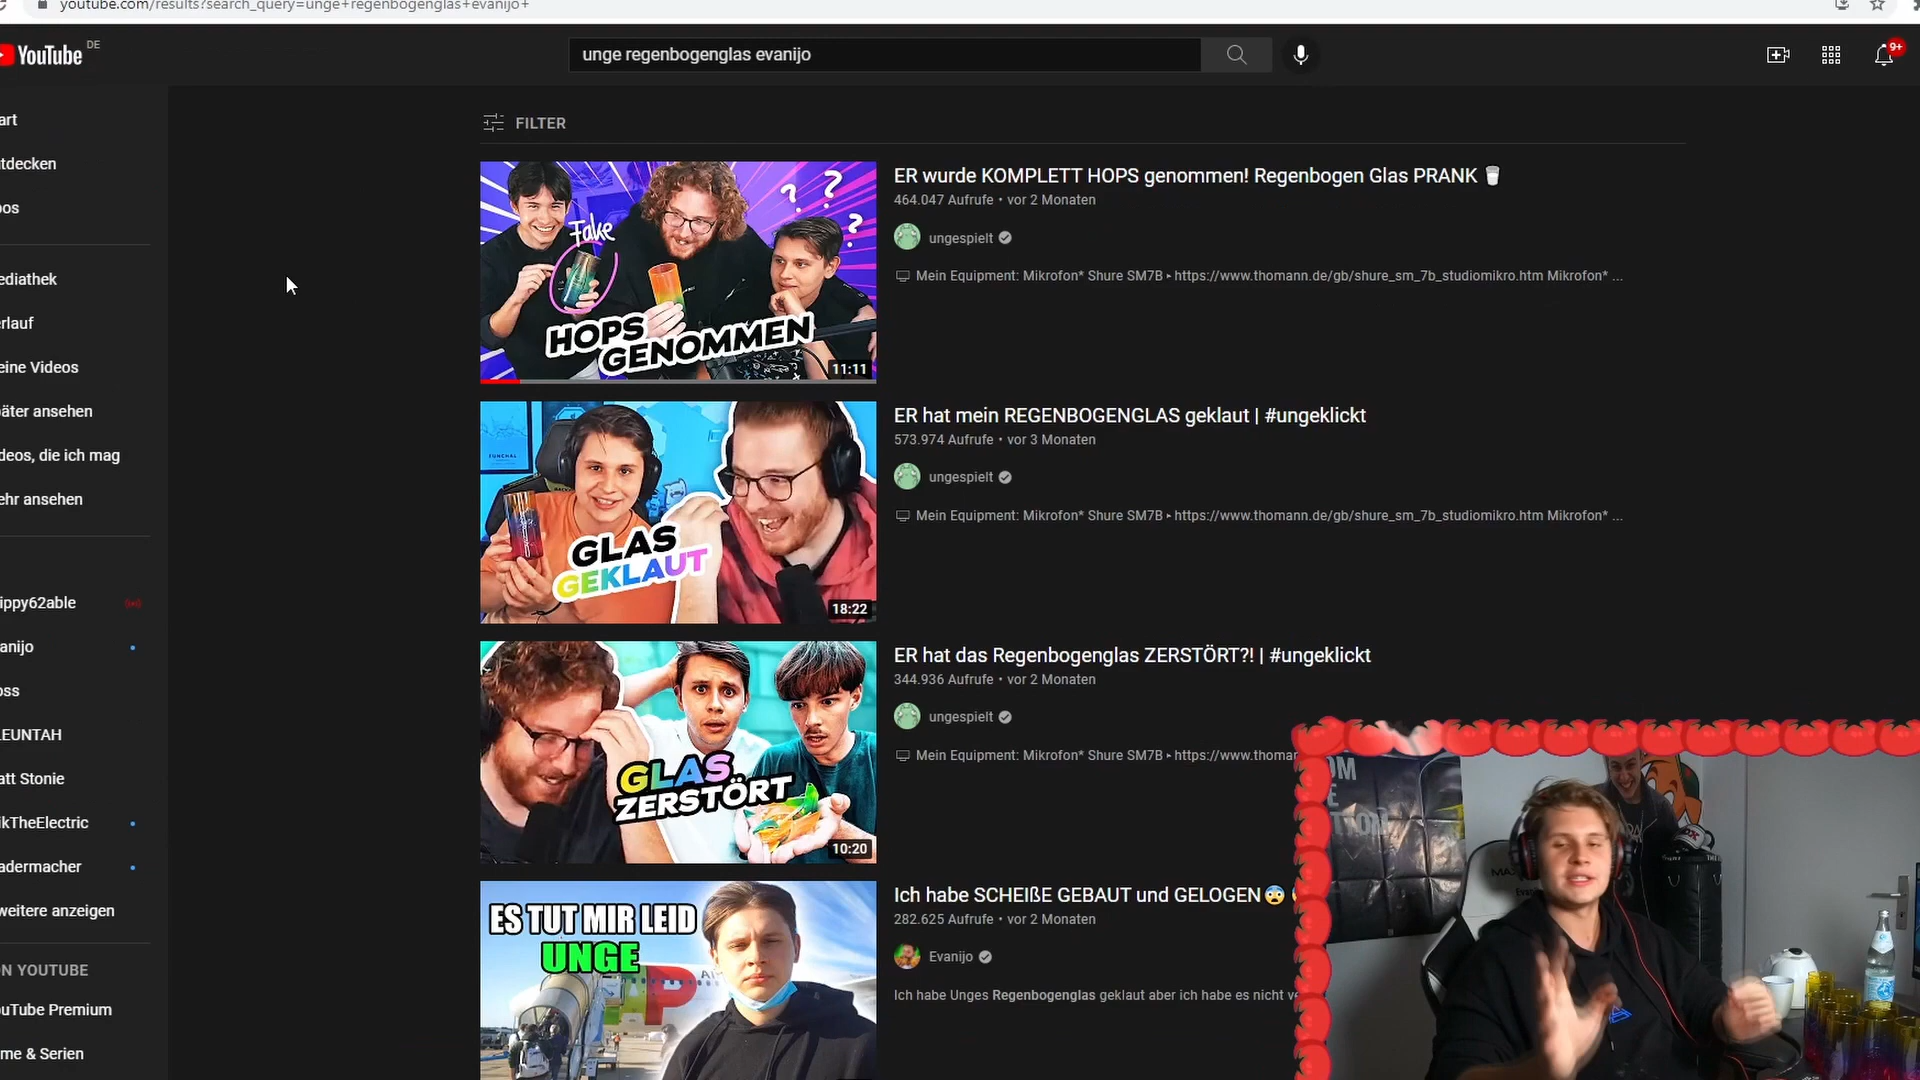 youtube.com/results?search_query=unge+regenbogenglas+evanijo+
YouTube DE
unge regenbogenglas evanijo
9+
art
tdecken
os
ediathek
rlauf
eine Videos
päter ansehen
deos, die ich mag
ehr ansehen
ippy62able
anijo
oss
LEUNTAH
att Stonie
ikTheElectric
adermacher
weitere anzeigen
N YOUTUBE
ouTube Premium
me & Serien
FILTER
Fake
HOPS
GENOMMEN
11:11
ER wurde KOMPLETT HOPS genommen! Regenbogen Glas PRANK
464.047 Aufrufe • vor 2 Monaten
ungespielt
Mein Equipment: Mikrofon* Shure SM7B ▸ https://www.thomann.de/gb/shure_sm_7b_studiomikro.htm Mikrofon* ...
FUNCHAL
GLAS
GEKLAUT
18:22
ER hat mein REGENBOGENGLAS geklaut | #ungeklickt
573.974 Aufrufe • vor 3 Monaten
ungespielt
Mein Equipment: Mikrofon* Shure SM7B ▸ https://www.thomann.de/gb/shure_sm_7b_studiomikro.htm Mikrofon* ...
GLAS
ZERSTÖRT
10:20
ER hat das Regenbogenglas ZERSTÖRT?! | #ungeklickt
344.936 Aufrufe • vor 2 Monaten
ungespielt
Mein Equipment: Mikrofon* Shure SM7B ▸ https://www.thomar
ES TUT MIR LEID
UNGE
Ich habe SCHEIßE GEBAUT und GELOGEN
282.625 Aufrufe • vor 2 Monaten
Evanijo
Ich habe Unges Regenbogenglas geklaut aber ich habe es nicht ve